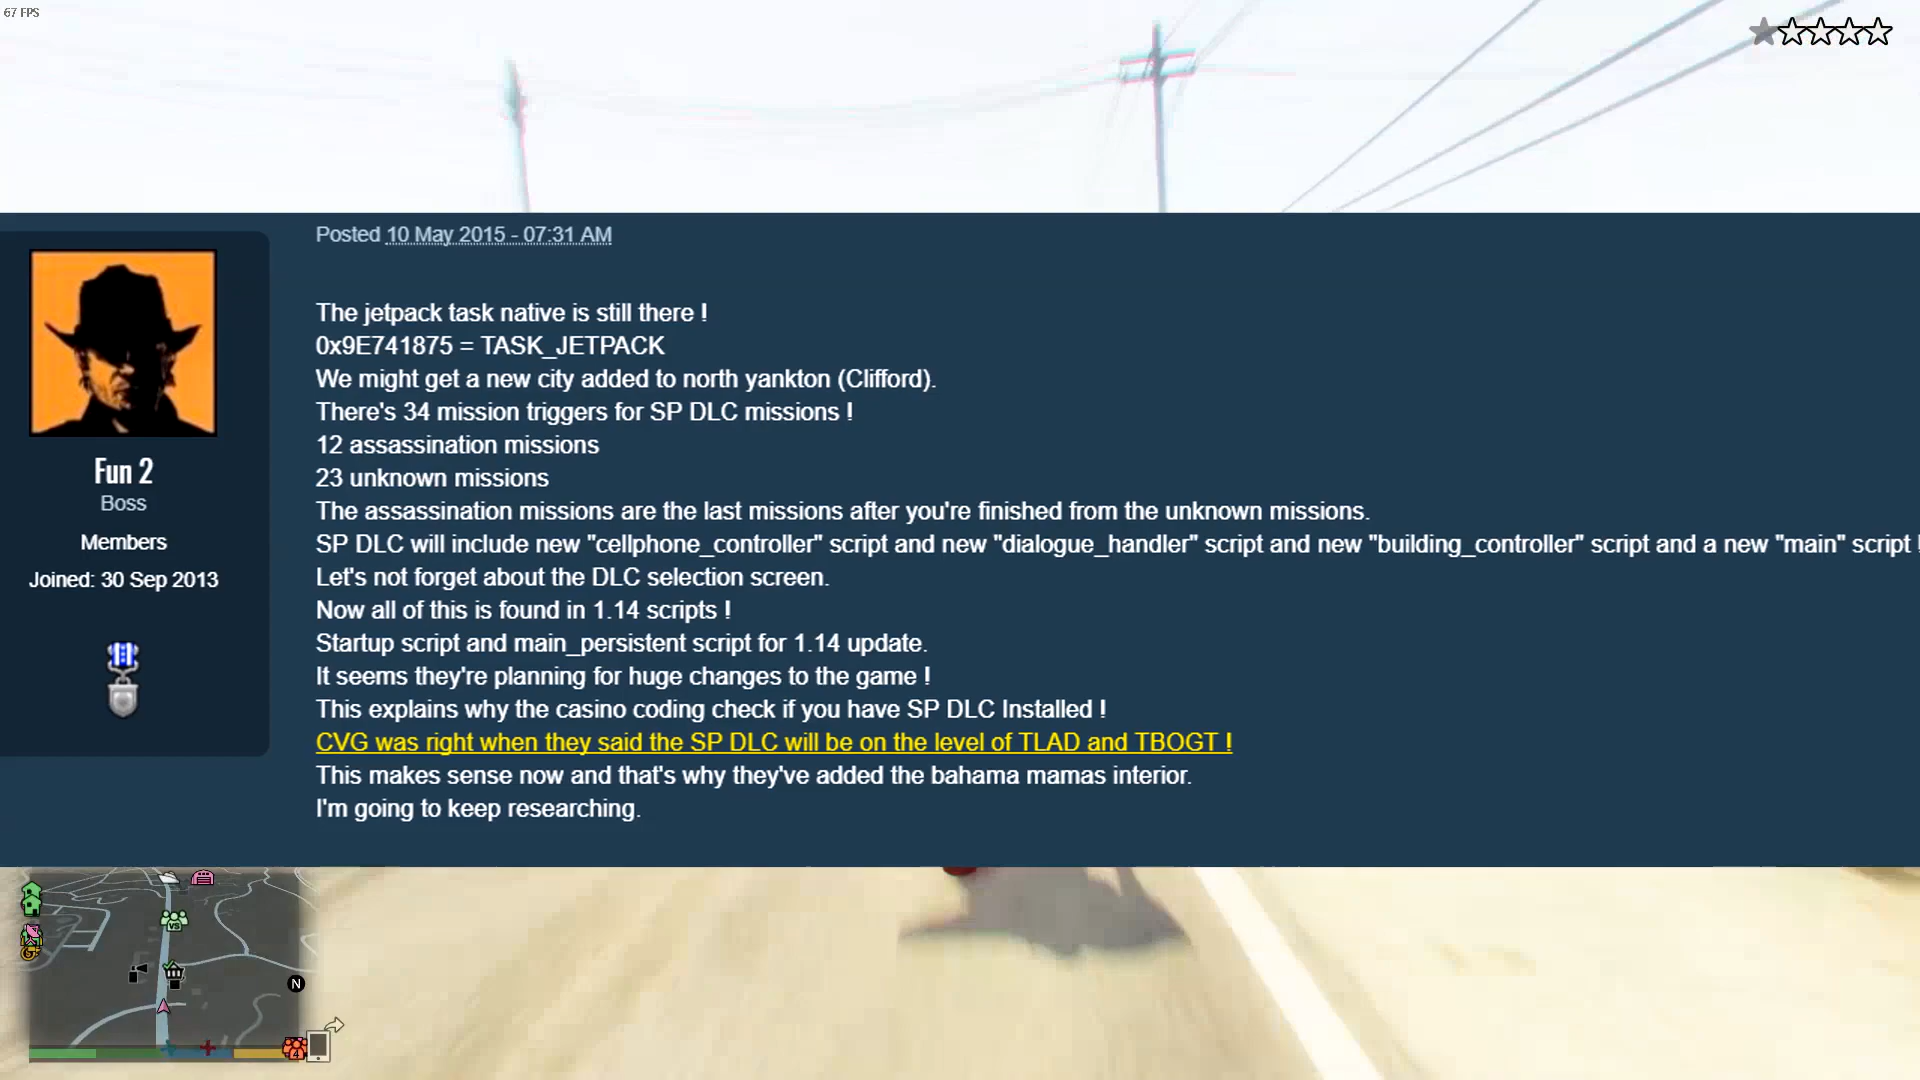 67 FPS
Posted 10 May 2015 - 07:31 AM
The jetpack task native is still there !
0x9E741875 = TASK_JETPACK
We might get a new city added to north yankton (Clifford).
There's 34 mission triggers for SP DLC missions !
12 assassination missions
23 unknown missions
The assassination missions are the last missions after you're finished from the unknown missions.
SP DLC will include new "cellphone_controller" script and new "dialogue_handler" script and new "building_controller" script and a new "main" script !
Let's not forget about the DLC selection screen.
Now all of this is found in 1.14 scripts !
Startup script and main_persistent script for 1.14 update.
It seems they're planning for huge changes to the game !
This explains why the casino coding check if you have SP DLC Installed !
CVG was right when they said the SP DLC will be on the level of TLAD and TBOGT !
This makes sense now and that's why they've added the bahama mamas interior.
I'm going to keep researching.
Fun 2
Boss
Members
Joined: 30 Sep 2013
VS
N
4